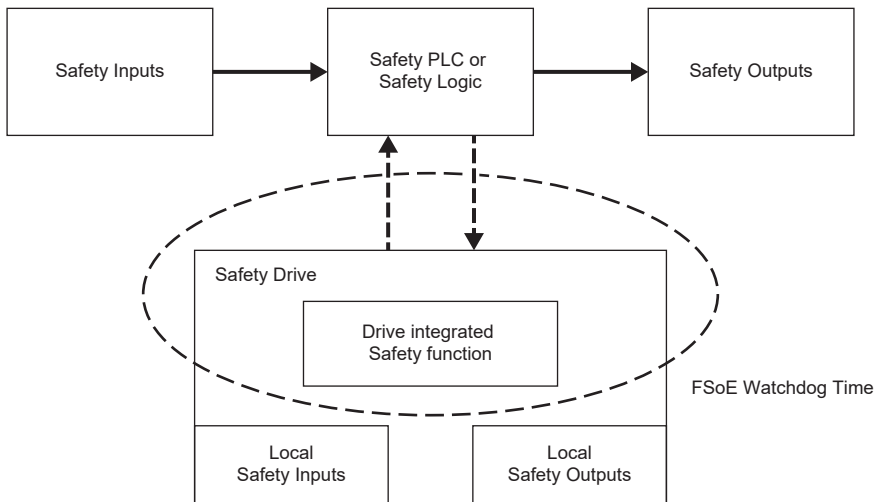 Safety Inputs
Safety PLC or
Safety Logic
Safety Outputs
Safety Drive
Drive integrated
Safety function
FSoE Watchdog Time
Local
Safety Inputs
Local
Safety Outputs